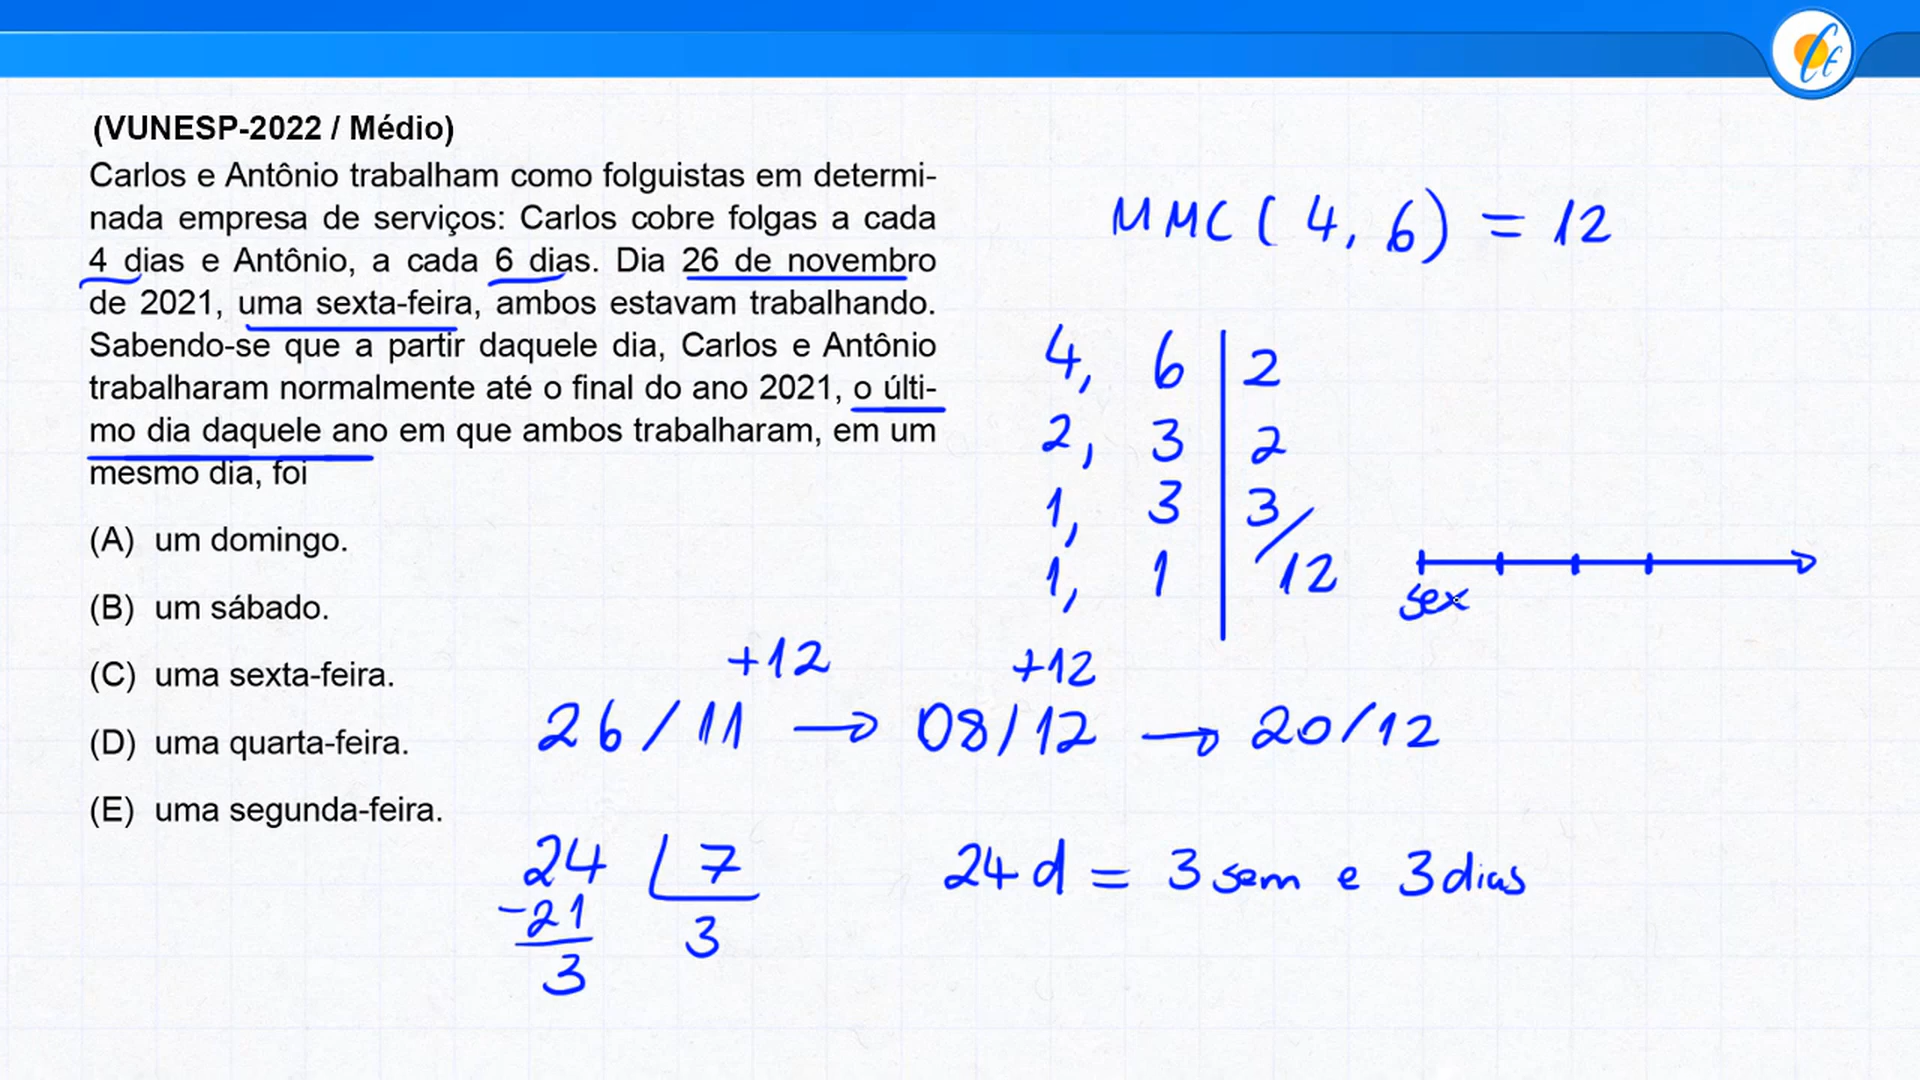 (VUNESP-2022 / Médio)
Carlos e Antônio trabalham como folguistas em determi-
nada empresa de serviços: Carlos cobre folgas a cada
4 dias e Antônio, a cada 6 dias. Dia 26 de novembro
de 2021, uma sexta-feira, ambos estavam trabalhando.
Sabendo-se que a partir daquele dia, Carlos e Antônio
trabalharam normalmente até o final do ano 2021, o últi-
mo dia daquele ano em que ambos trabalharam, em um
mesmo dia, foi
(A) um domingo.
(B) um sábado.
(C) uma sexta-feira.
(D) uma quarta-feira.
(E) uma segunda-feira.
MMC ( 4, 6 ) = 12
4, 6 | 2
2, 3 | 2
1, 3 | 3
1, 1 | / 12
sex
+12 +12
26 / 11 → 08 / 12 → 20 / 12
24 | 7
-21 3
3
24 d = 3 sem e 3 dias
CE